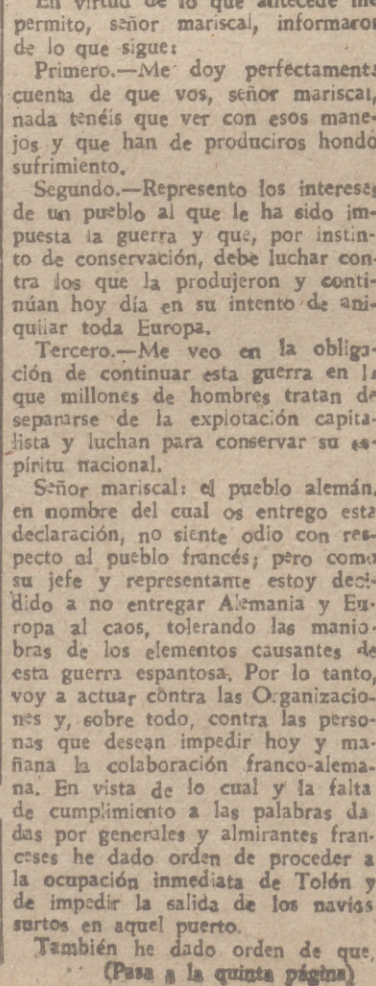 En virtud de lo que antecede me
permito, señor mariscal, informaros
de lo que sigue:
Primero.—Me doy perfectamente
cuenta de que vos, señor mariscal,
nada tenéis que ver con esos mane-
jos y que han de produciros hondo
sufrimiento.
Segundo.—Represento los intereses
de un pueblo al que le ha sido im-
puesta la guerra y que, por instin-
to de conservación, debe luchar con-
tra los que la produjeron y conti-
núan hoy día en su intento de ani-
quilar toda Europa.
Tercero.—Me veo en la obliga-
ción de continuar esta guerra en la
que millones de hombres tratan de
separarse de la explotación capita-
lista y luchan para conservar su es-
píritu nacional.
Señor mariscal: el pueblo alemán,
en nombre del cual os entrego esta
declaración, no siente odio con res-
pecto al pueblo francés; pero como
su jefe y representante estoy deci-
dido a no entregar Alemania y Eu-
ropa al caos, tolerando las manio-
bras de los elementos causantes de
esta guerra espantosa. Por lo tanto,
voy a actuar contra las Organizacio-
nes y, sobre todo, contra las perso-
nas que desean impedir hoy y ma-
ñana la colaboración franco-alema-
na. En vista de lo cual y la falta
de cumplimiento a las palabras da
das por generales y almirantes fran-
ceses he dado orden de proceder a
la ocupación inmediata de Tolón y
de impedir la salida de los navíos
surtos en aquel puerto.
También he dado orden de que,
(Pasa a la quinta página)